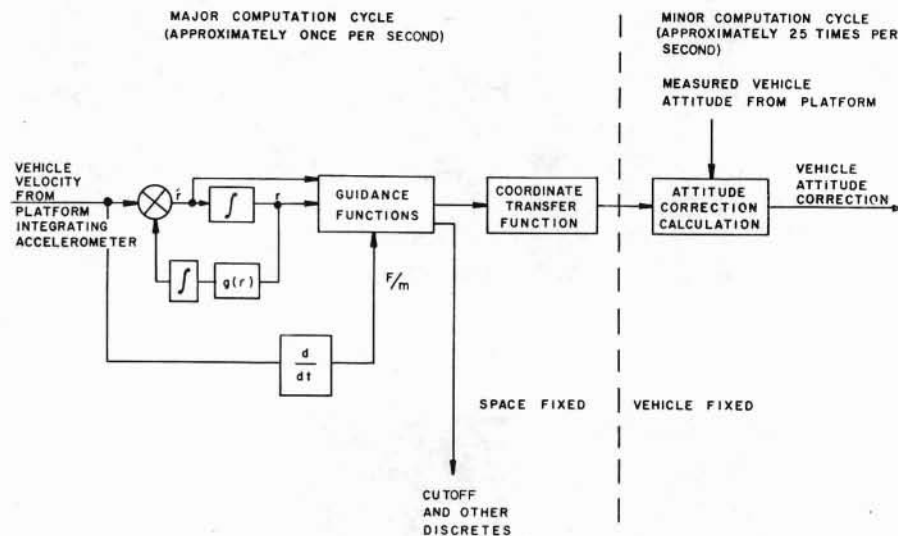 MAJOR COMPUTATION CYCLE
(APPROXIMATELY ONCE PER SECOND)
MINOR COMPUTATION CYCLE
(APPROXIMATELY 25 TIMES PER
SECOND)
MEASURED VEHICLE
ATTITUDE FROM PLATFORM
VEHICLE
VELOCITY
FROM
PLATFORM
INTEGRATING
ACCELEROMETER
ṙ
∫
r
GUIDANCE
FUNCTIONS
COORDINATE
TRANSFER
FUNCTION
ATTITUDE
CORRECTION
CALCULATION
VEHICLE
ATTITUDE
CORRECTION
∫
g(r)
F/m
d
dt
SPACE FIXED
VEHICLE FIXED
CUTOFF
AND OTHER
DISCRETES